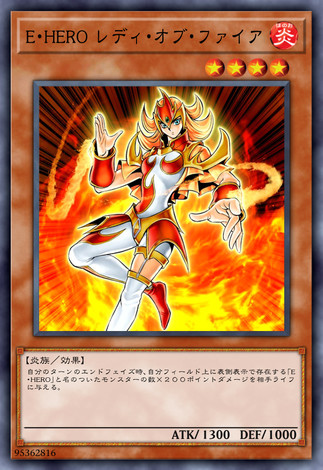 E・HERO レディ・オブ・ファイア
炎
【炎族／効果】
自分のターンのエンドフェイズ時、自分フィールド上に表側表示で存在する「E
・HERO」と名のついたモンスターの数×２００ポイントダメージを相手ライフ
に与える。
ATK/ 1300 DEF/1000
95362816